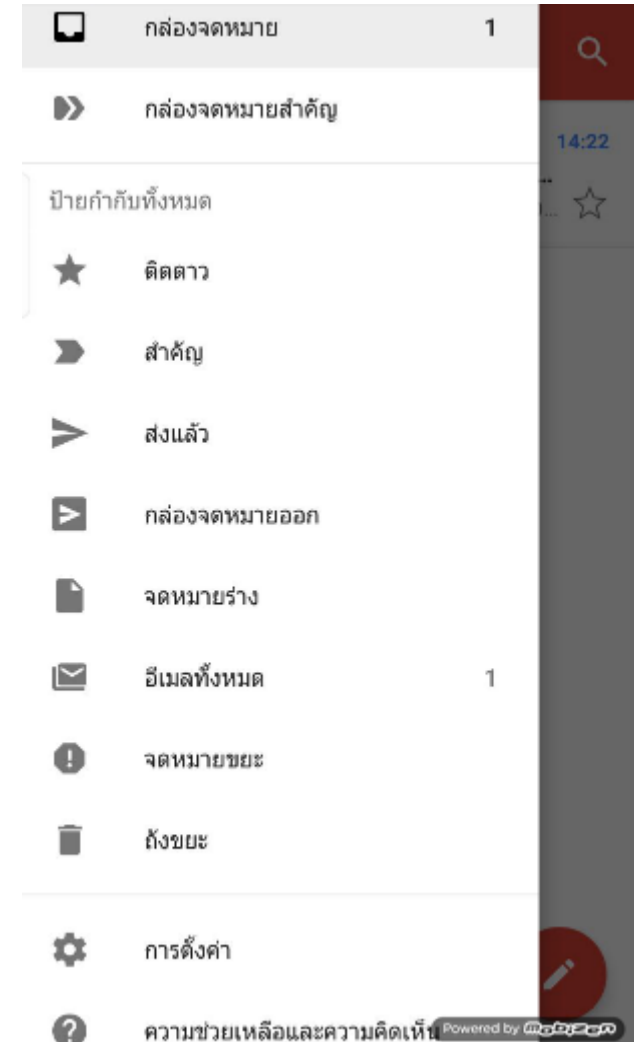 กล่องจดหมาย 1
กล่องจดหมายสำคัญ
14:22
ป้ายกำกับทั้งหมด
ติดดาว
สำคัญ
ส่งแล้ว
กล่องจดหมายออก
จดหมายร่าง
อีเมลทั้งหมด 1
จดหมายขยะ
ถังขยะ
การตั้งค่า
ความช่วยเหลือและความคิดเห็น
Powered by mobizen